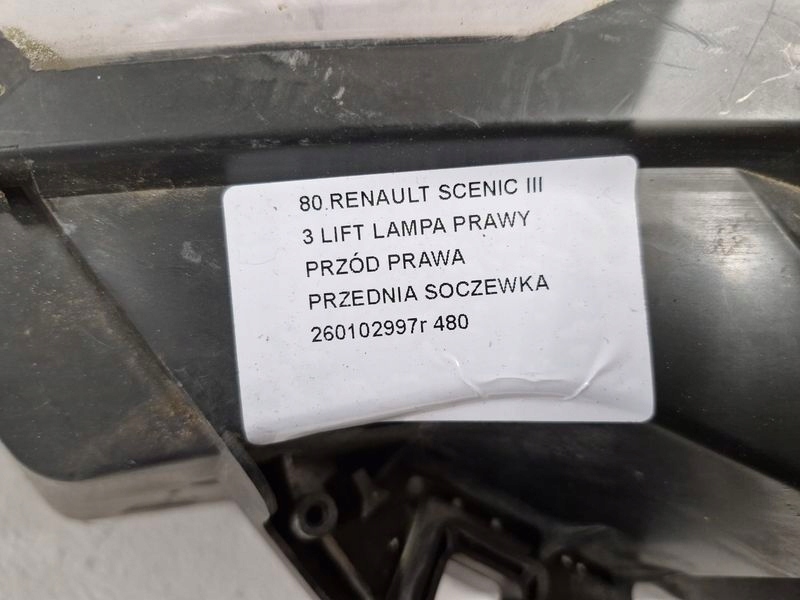 80.RENAULT SCENIC III
3 LIFT LAMPA PRAWY
PRZÓD PRAWA
PRZEDNIA SOCZEWKA
260102997r 480